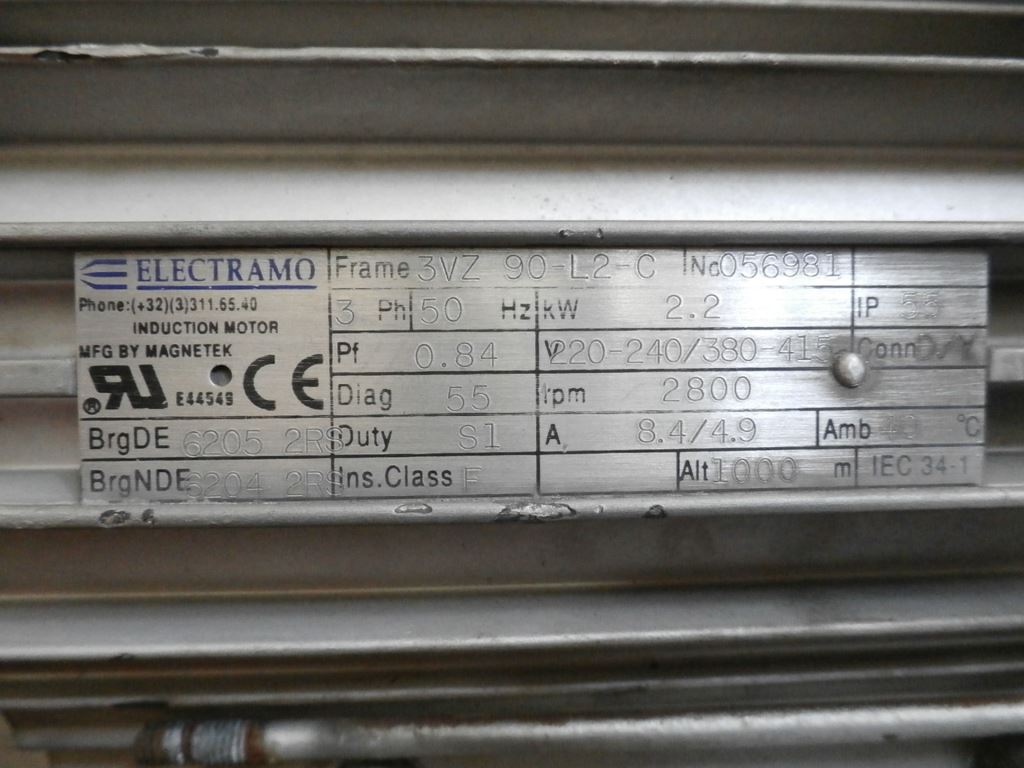 ELECTRAMO Frame 3VZ 90-L2-C No 056981
Phone:(+32)(3)311.65.40
INDUCTION MOTOR
MFG BY MAGNETEK
3 Ph 50 Hz kW 2.2 IP 55
Pf 0.84 V 220-240/380-415 Conn D/Y
® RU E44549 CE
Diag 55 rpm 2800
BrgDE 6205 2RS Duty S1 A 8.4/4.9 Amb 40 °C
BrgNDE 6204 2RS Ins.Class F Alt 1000 m IEC 34-1